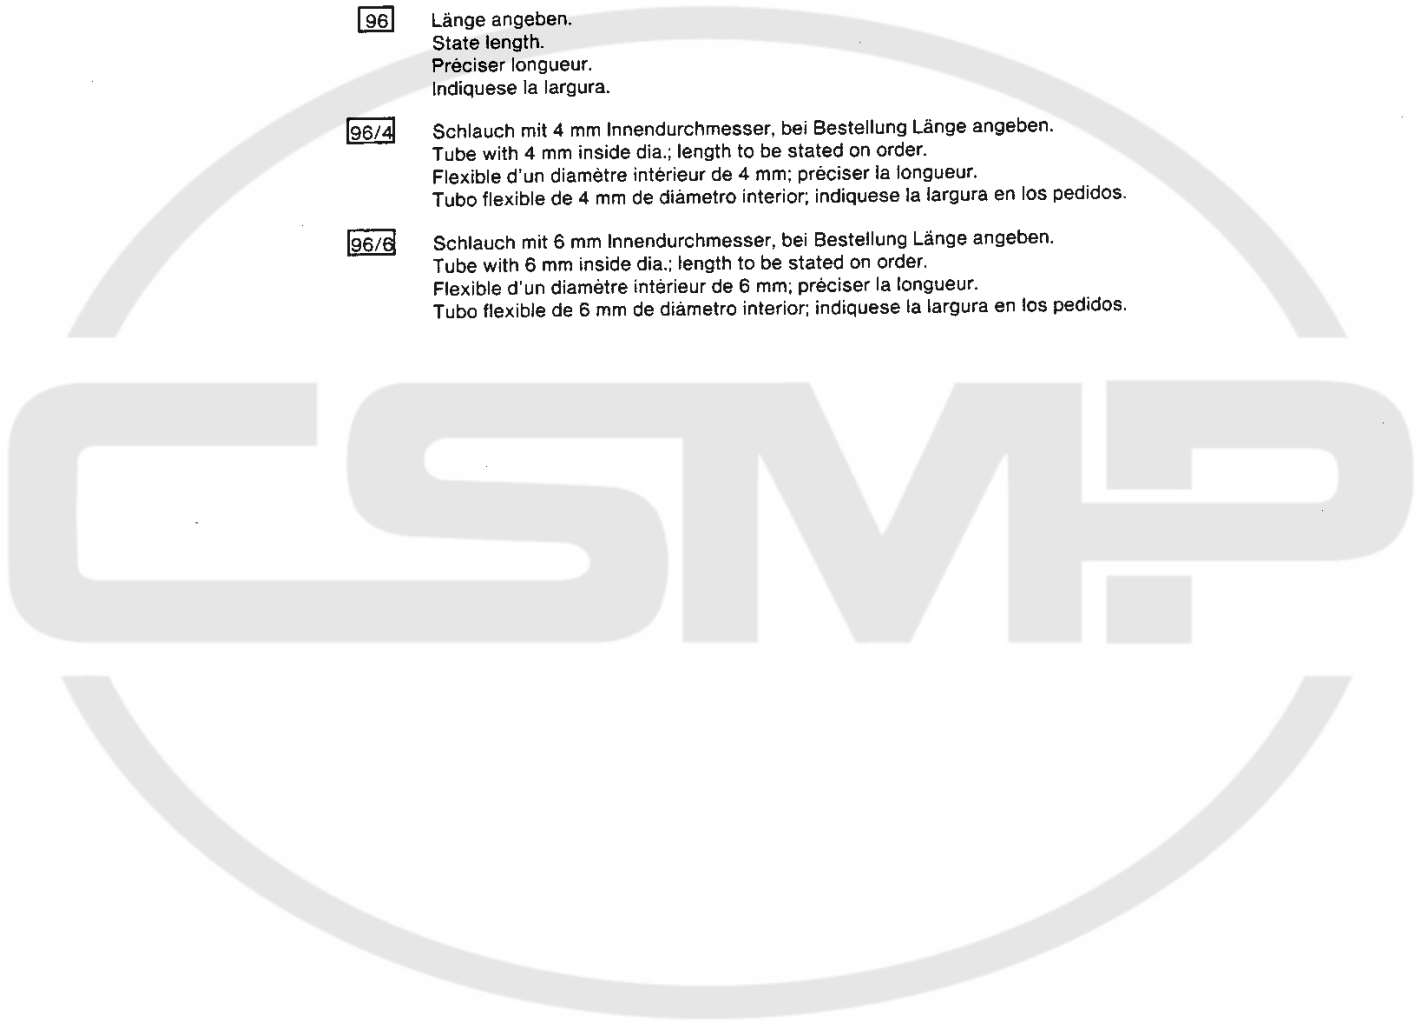 96 Länge angeben.
State length.
Préciser longueur.
Indiquese la largura.
96/4 Schlauch mit 4 mm Innendurchmesser, bei Bestellung Länge angeben.
Tube with 4 mm inside dia.; length to be stated on order.
Flexible d'un diamètre intérieur de 4 mm; préciser la longueur.
Tubo flexible de 4 mm de diámetro interior; indiquese la largura en los pedidos.
96/6 Schlauch mit 6 mm Innendurchmesser, bei Bestellung Länge angeben.
Tube with 6 mm inside dia.; length to be stated on order.
Flexible d'un diamètre intérieur de 6 mm; préciser la longueur.
Tubo flexible de 6 mm de diámetro interior; indiquese la largura en los pedidos.
CSMP